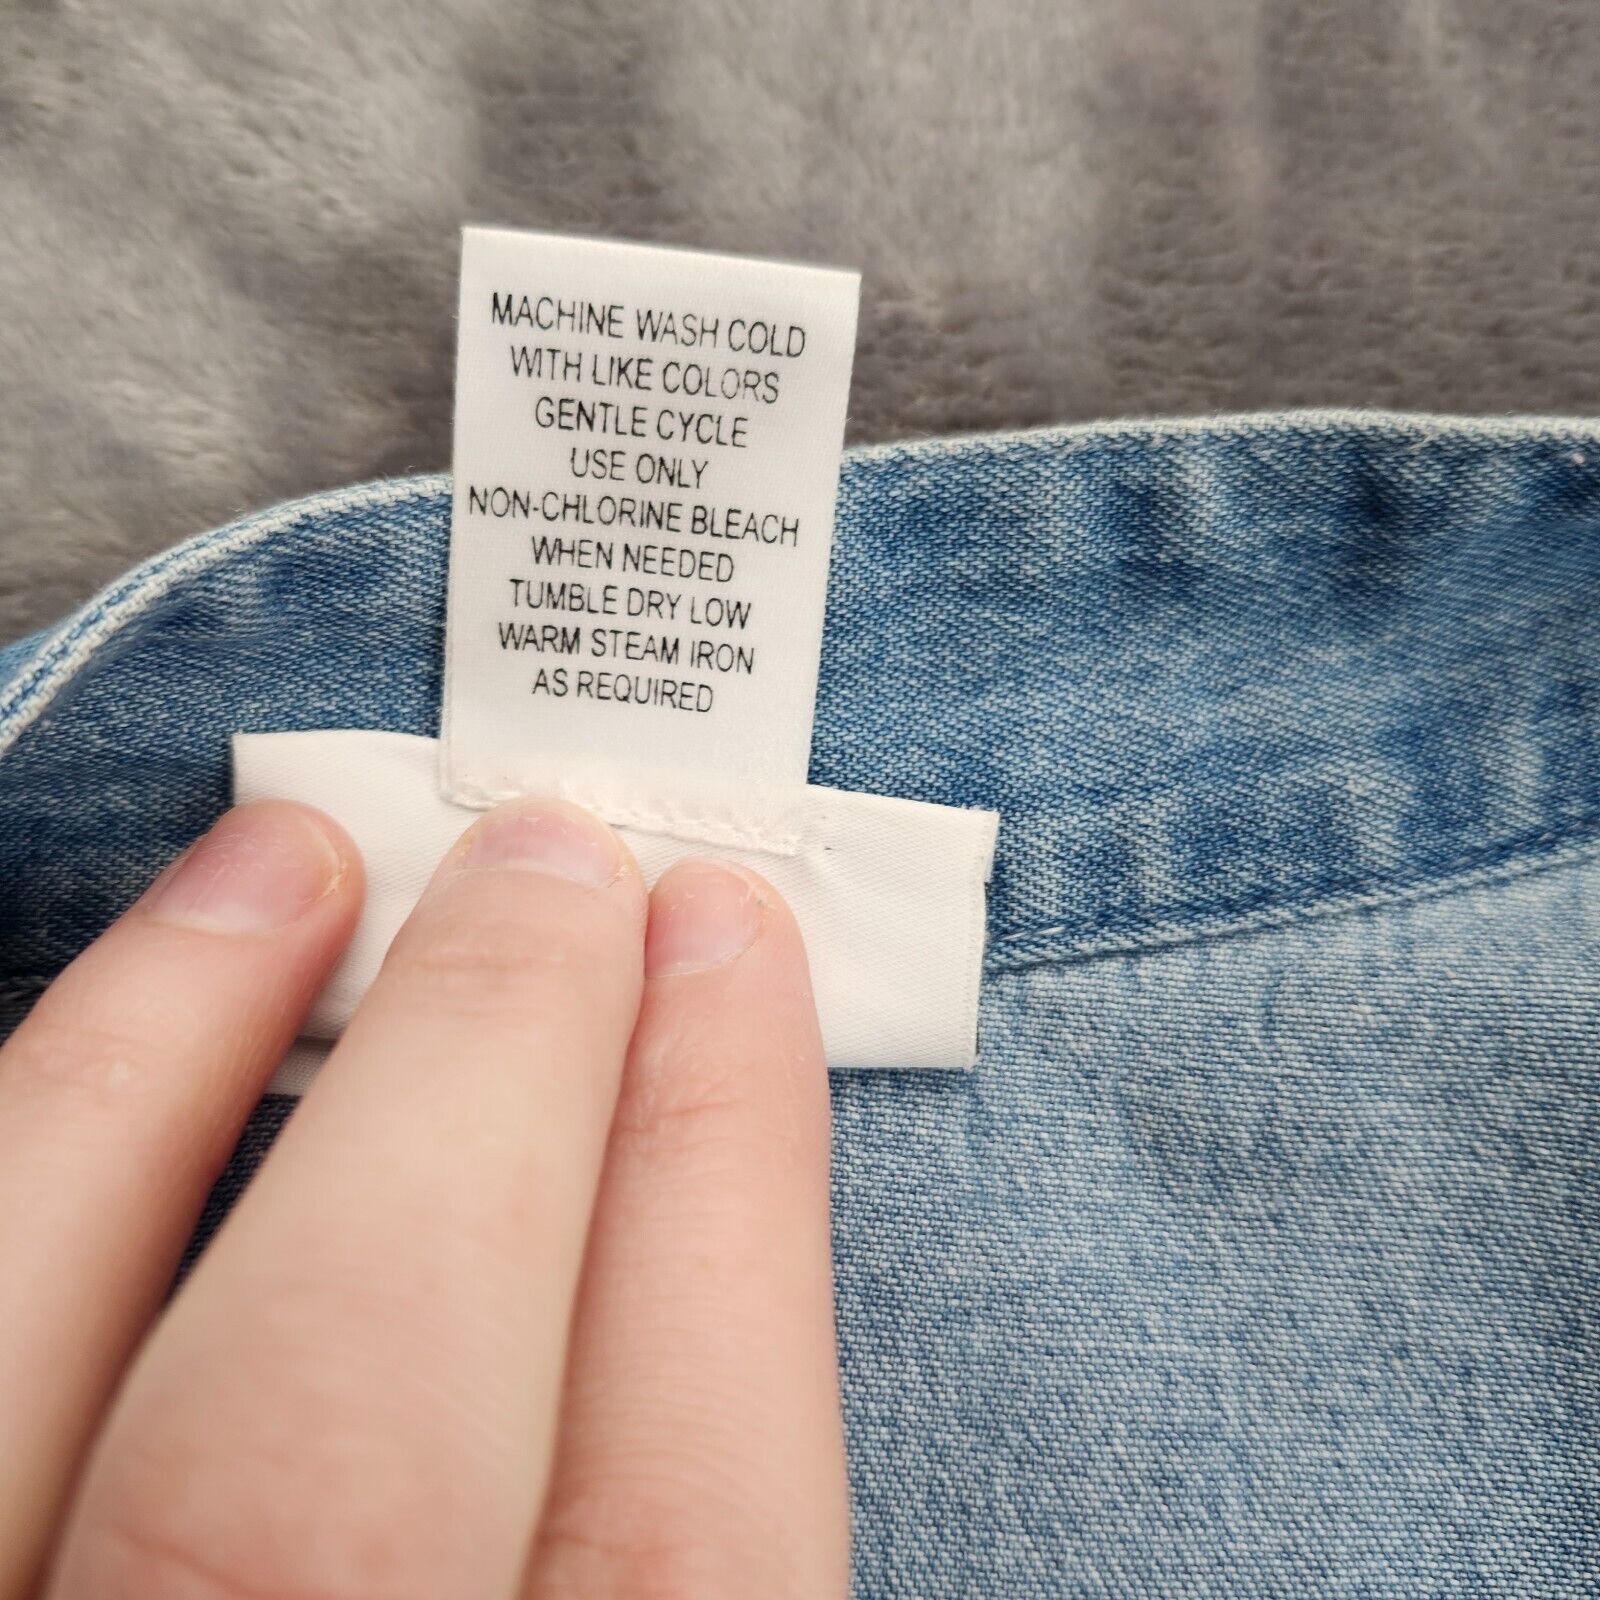 MACHINE WASH COLD
WITH LIKE COLORS
GENTLE CYCLE
USE ONLY
NON-CHLORINE BLEACH
WHEN NEEDED
TUMBLE DRY LOW
WARM STEAM IRON
AS REQUIRED